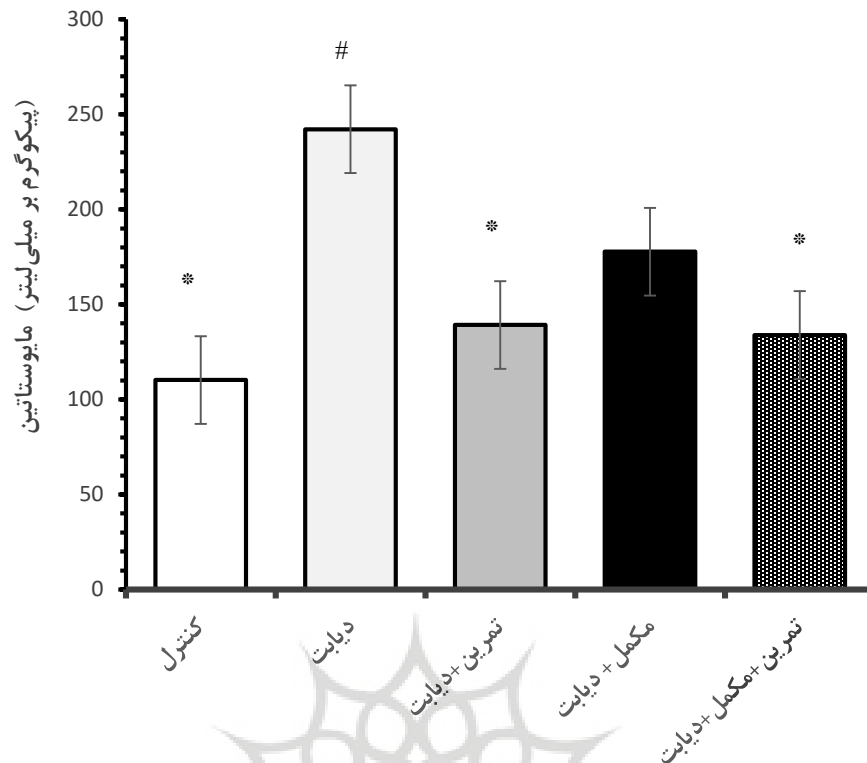 300
250
200
150
100
50
0
مایوستاتین (پیکوگرم بر میلی‌لیتر)
*
#
*
*
کنترل
دیابت
تمرین+دیابت
مکمل+دیابت
تمرین+مکمل+دیابت